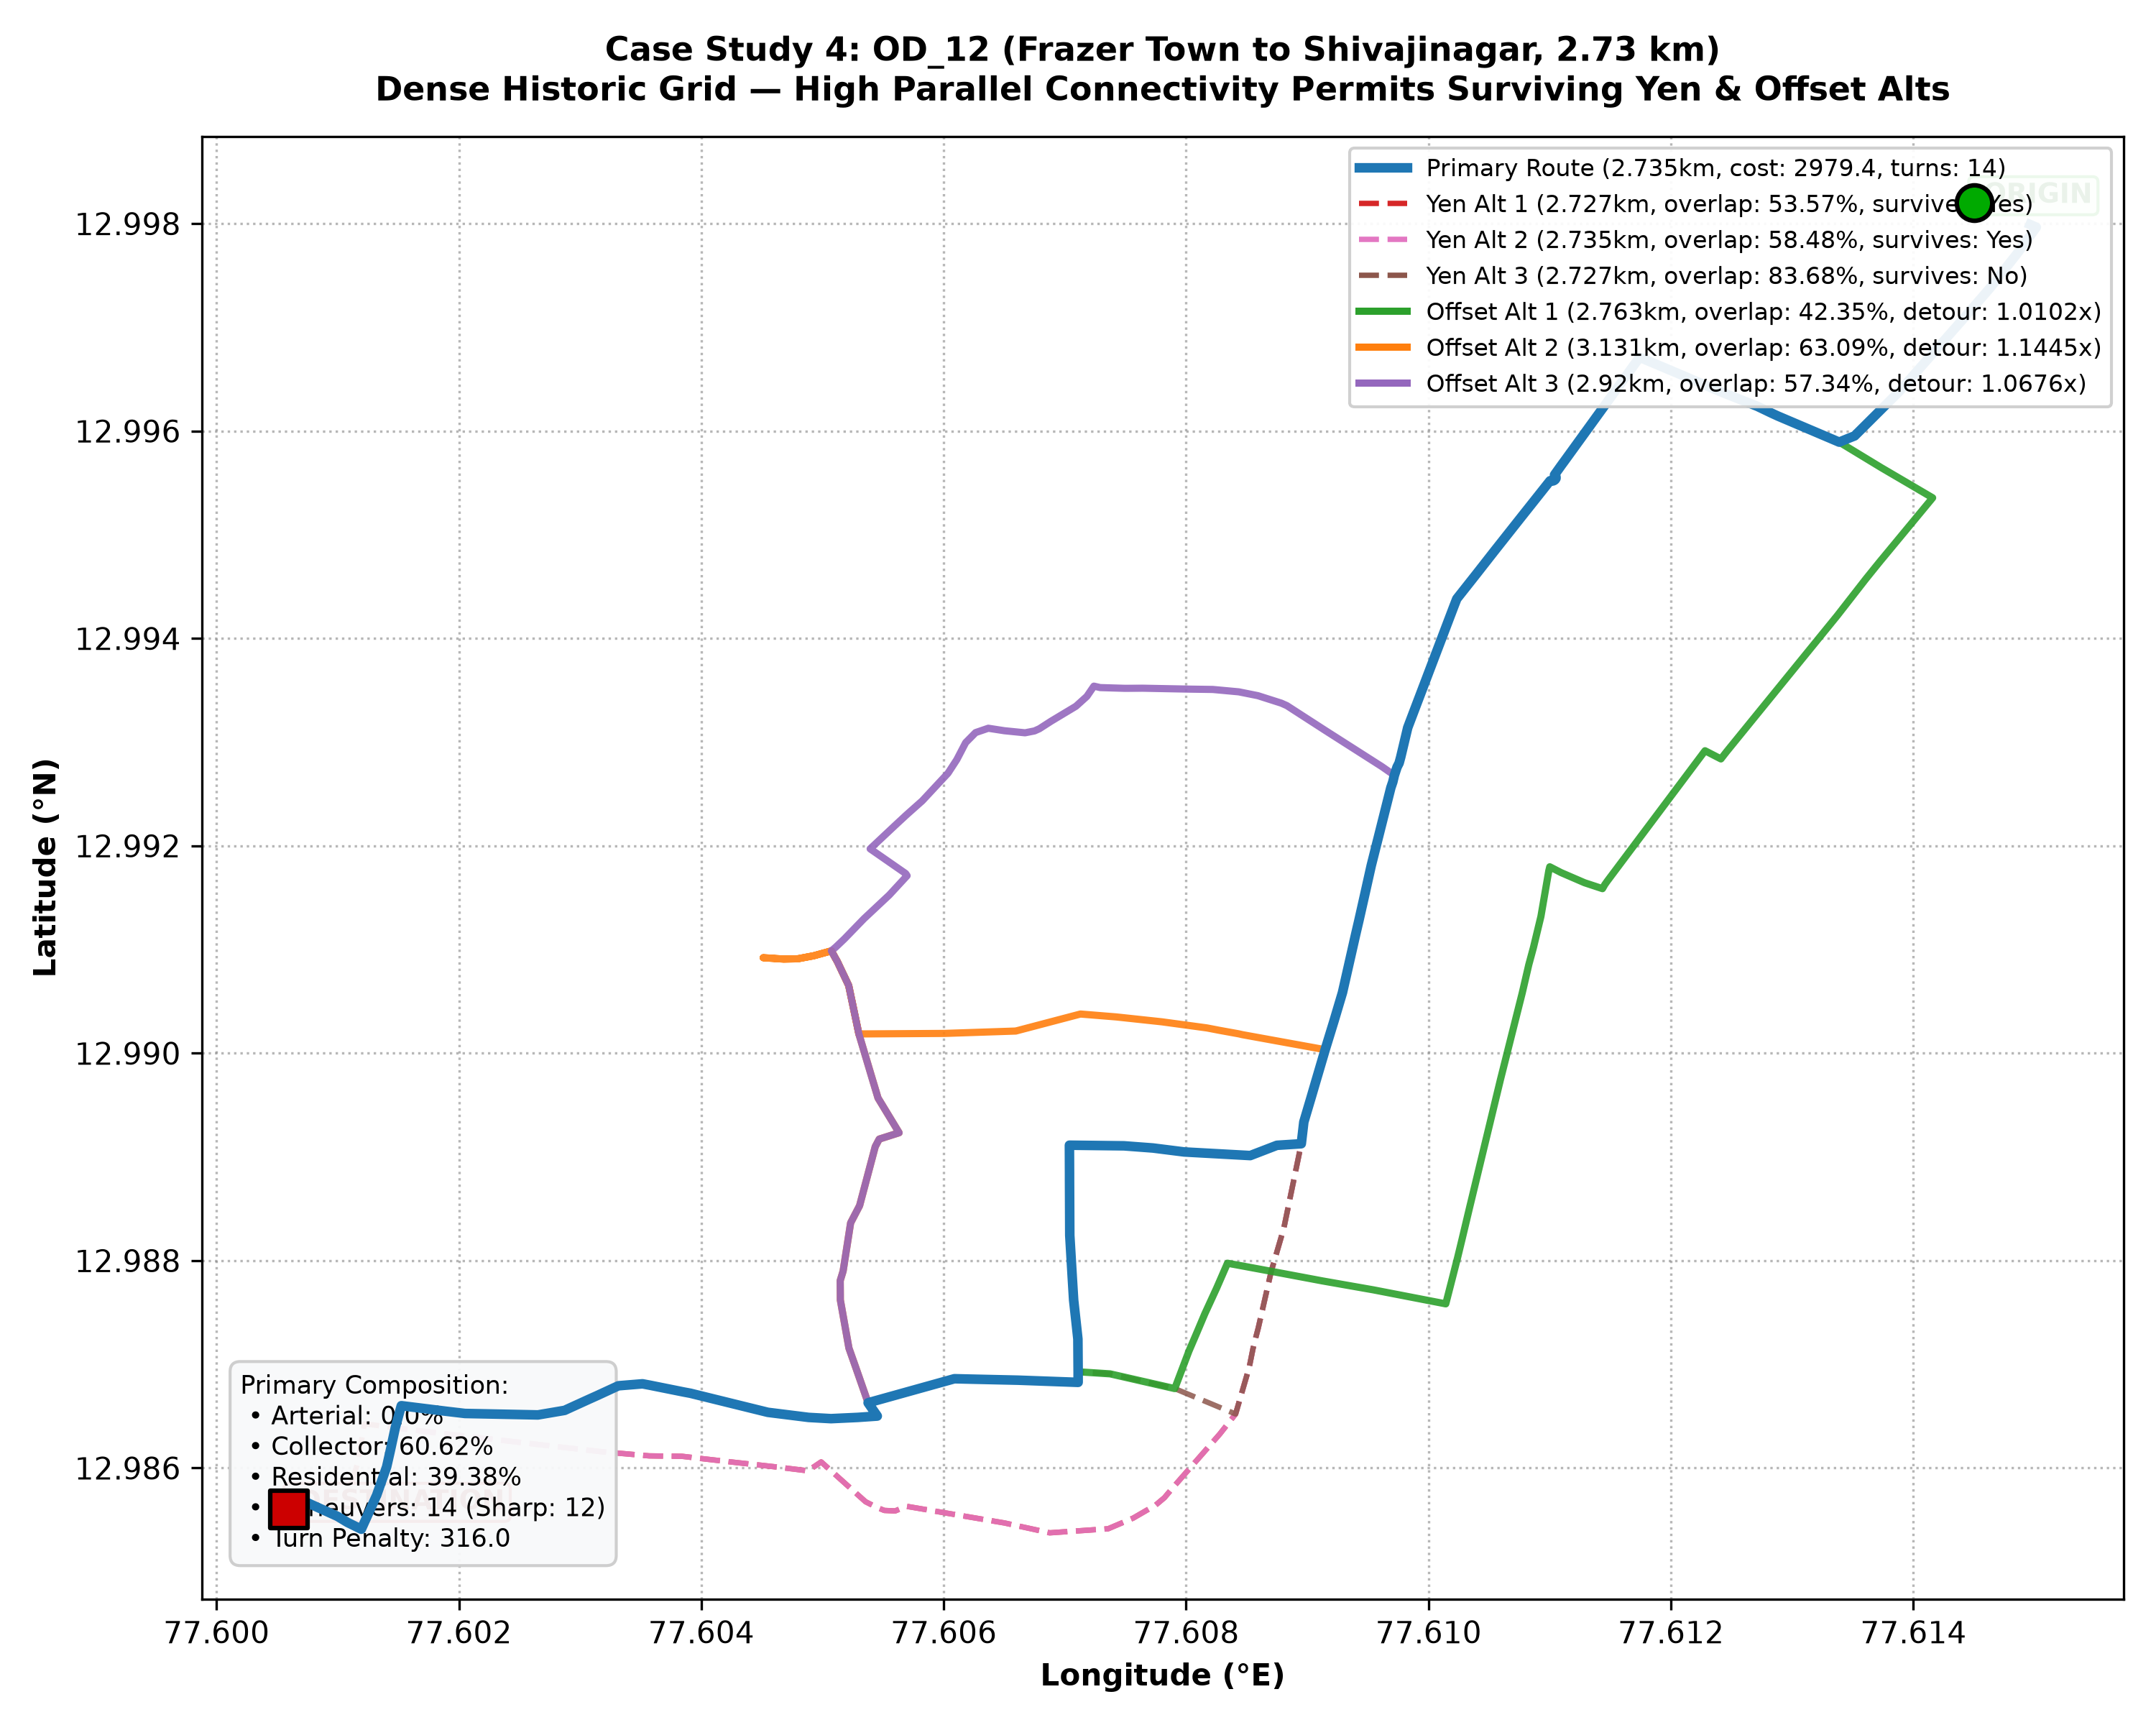 Case Study 4: OD_12 (Frazer Town to Shivajinagar, 2.73 km)
Dense Historic Grid — High Parallel Connectivity Permits Surviving Yen & Offset Alts
Primary Route (2.735km, cost: 2979.4, turns: 14)
Yen Alt 1 (2.727km, overlap: 53.57%, survives: Yes)
Yen Alt 2 (2.735km, overlap: 58.48%, survives: Yes)
Yen Alt 3 (2.727km, overlap: 83.68%, survives: No)
Offset Alt 1 (2.763km, overlap: 42.35%, detour: 1.0102x)
Offset Alt 2 (3.131km, overlap: 63.09%, detour: 1.1445x)
Offset Alt 3 (2.92km, overlap: 57.34%, detour: 1.0676x)
ORIGIN
12.998
12.996
12.994
12.992
12.990
12.988
12.986
Latitude (°N)
Primary Composition:
• Arterial: 0.0%
• Collector: 60.62%
• Residential: 39.38%
• Maneuvers: 14 (Sharp: 12)
• Turn Penalty: 316.0
DESTINATION
77.600
77.602
77.604
77.606
77.608
77.610
77.612
77.614
Longitude (°E)